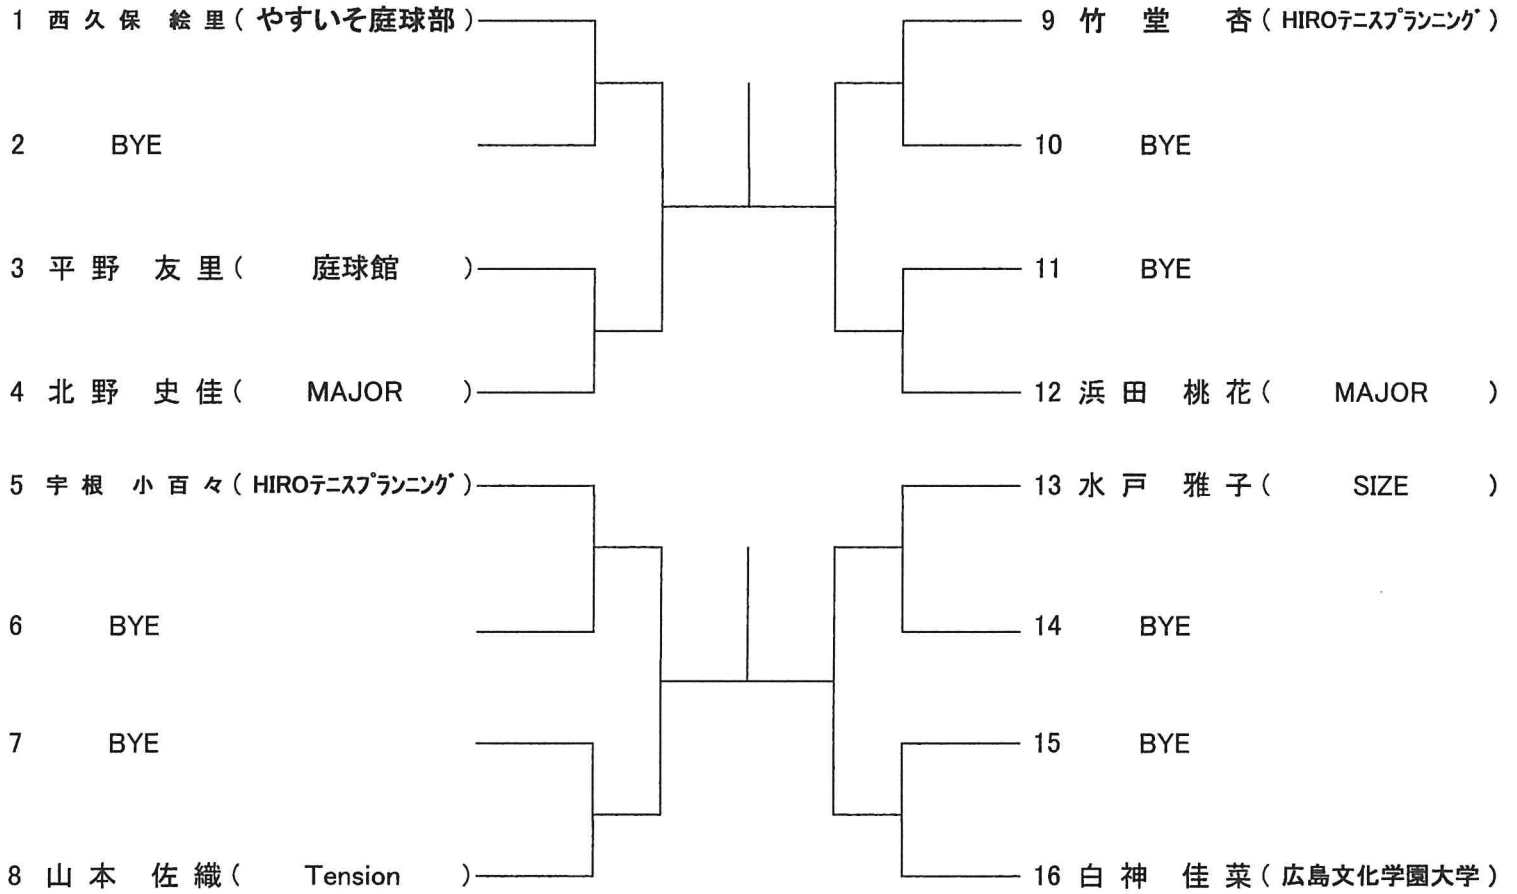 1 西久保 絵里(やすいそ庭球部)
2 BYE
3 平野 友里(庭球館)
4 北野 史佳(MAJOR)
5 宇根 小百々(HIROテニスプランニング)
6 BYE
7 BYE
8 山本 佐織(Tension)
9 竹堂 杏(HIROテニスプランニング)
10 BYE
11 BYE
12 浜田 桃花(MAJOR)
13 水戸 雅子(SIZE)
14 BYE
15 BYE
16 白神 佳菜(広島文化学園大学)